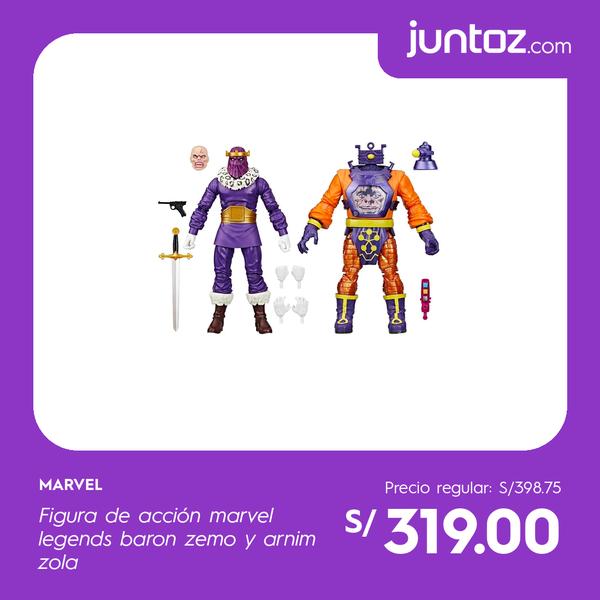 juntoz.com
MARVEL
Figura de acción marvel
legends baron zemo y arnim
zola
Precio regular: S/398.75
S/ 319.00